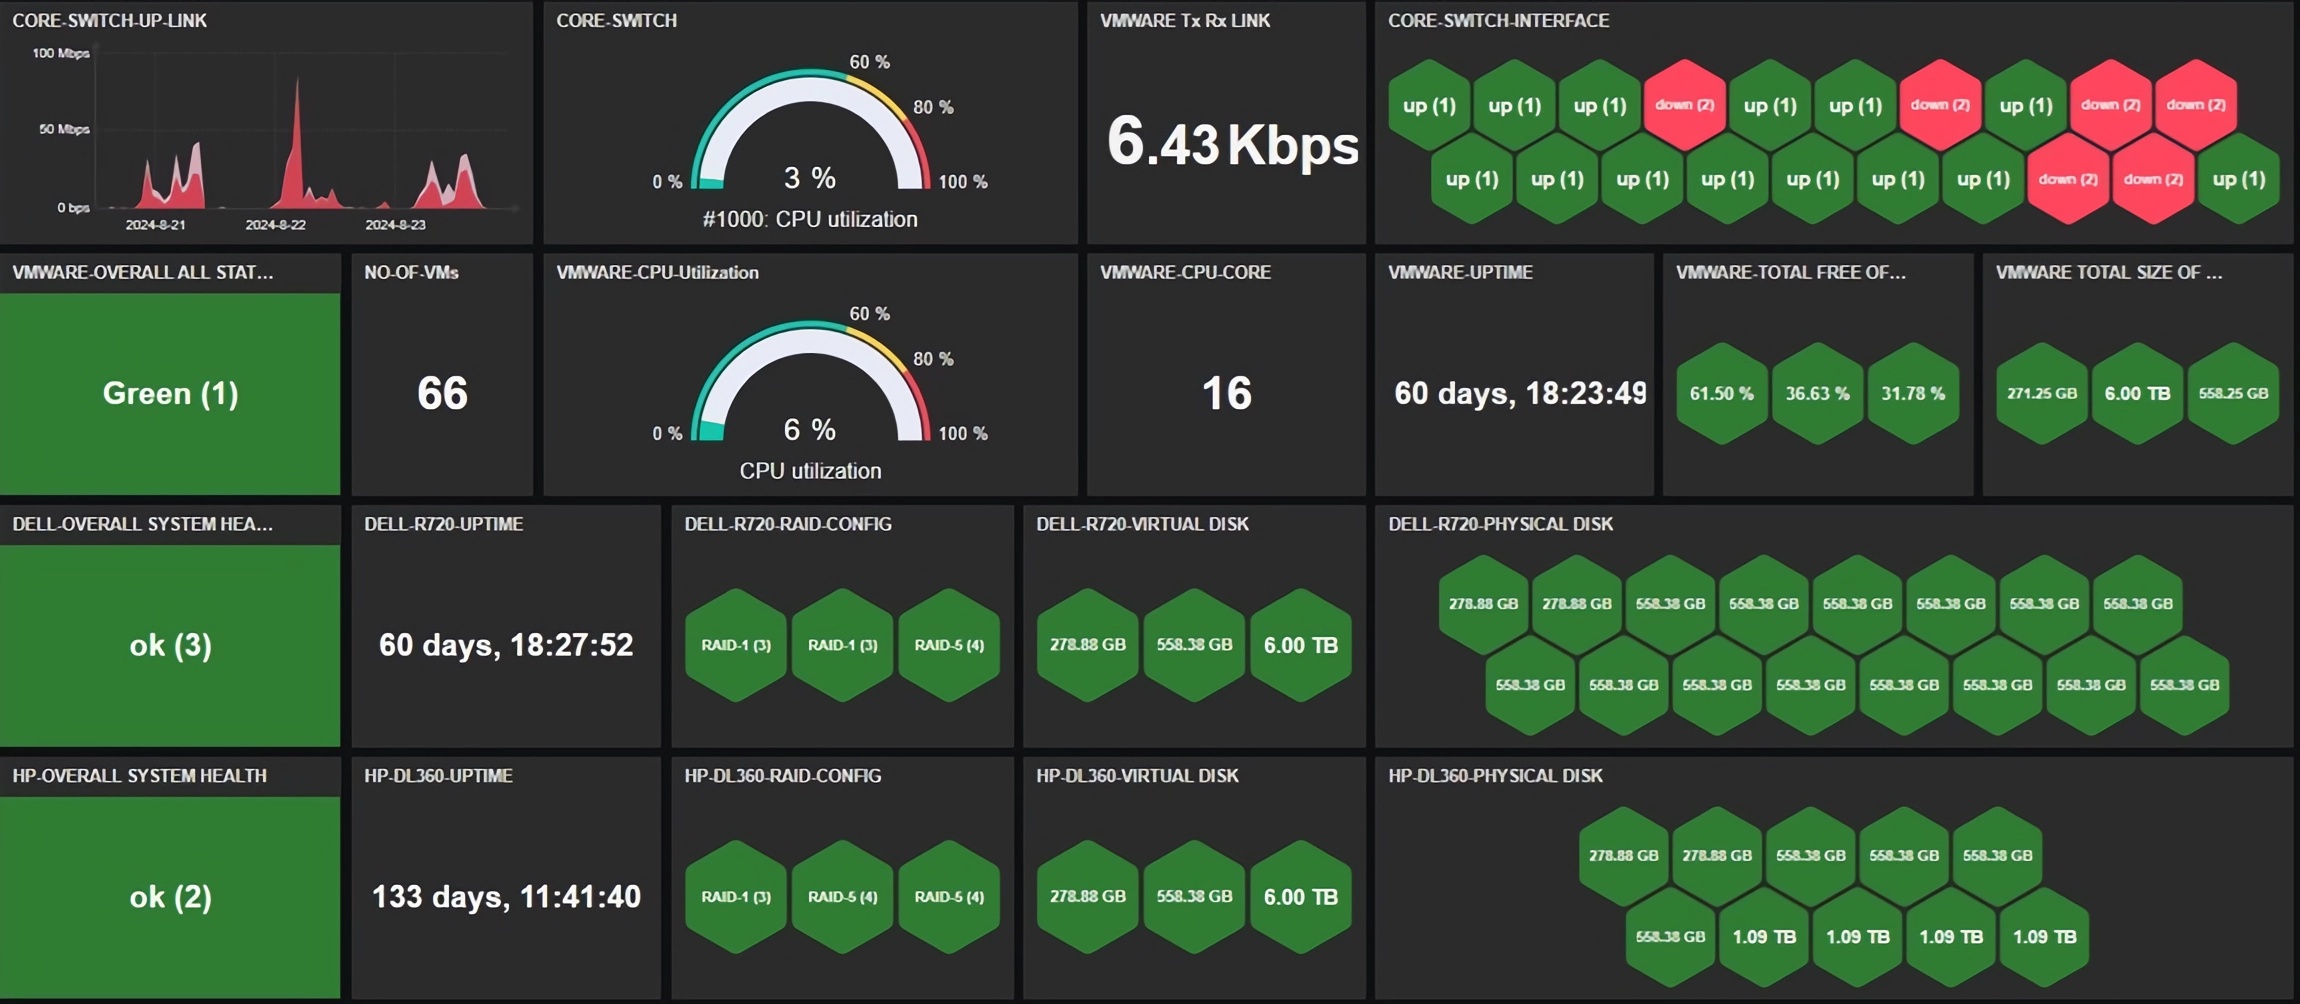 CORE-SWITCH-UP-LINK
100 Mbps
50 Mbps
0 bps
2024-8-21 2024-8-22 2024-8-23
CORE-SWITCH
60 %
80 %
0 % 3 % 100 %
#1000: CPU utilization
VMWARE Tx Rx LINK
6.43 Kbps
CORE-SWITCH-INTERFACE
up (1) up (1) up (1) down (2) up (1) up (1) down (2) up (1) down (2) down (2)
up (1) up (1) up (1) up (1) up (1) up (1) up (1) down (2) down (2) up (1)
VMWARE-OVERALL ALL STAT...
Green (1)
NO-OF-VMs
66
VMWARE-CPU-Utilization
60 %
80 %
0 % 6 % 100 %
CPU utilization
VMWARE-CPU-CORE
16
VMWARE-UPTIME
60 days, 18:23:49
VMWARE-TOTAL FREE OF...
61.50 % 36.63 % 31.78 %
VMWARE TOTAL SIZE OF ...
271.25 GB 6.00 TB 558.25 GB
DELL-OVERALL SYSTEM HEA...
ok (3)
DELL-R720-UPTIME
60 days, 18:27:52
DELL-R720-RAID-CONFIG
RAID-1 (3) RAID-1 (3) RAID-5 (4)
DELL-R720-VIRTUAL DISK
278.88 GB 558.38 GB 6.00 TB
DELL-R720-PHYSICAL DISK
278.88 GB 278.88 GB 558.38 GB 558.38 GB 558.38 GB 558.38 GB 558.38 GB 558.38 GB
558.38 GB 558.38 GB 558.38 GB 558.38 GB 558.38 GB 558.38 GB 558.38 GB 558.38 GB
HP-OVERALL SYSTEM HEALTH
ok (2)
HP-DL360-UPTIME
133 days, 11:41:40
HP-DL360-RAID-CONFIG
RAID-1 (3) RAID-5 (4) RAID-5 (4)
HP-DL360-VIRTUAL DISK
278.88 GB 558.38 GB 6.00 TB
HP-DL360-PHYSICAL DISK
278.88 GB 278.88 GB 558.38 GB 558.38 GB 558.38 GB
558.38 GB 1.09 TB 1.09 TB 1.09 TB 1.09 TB